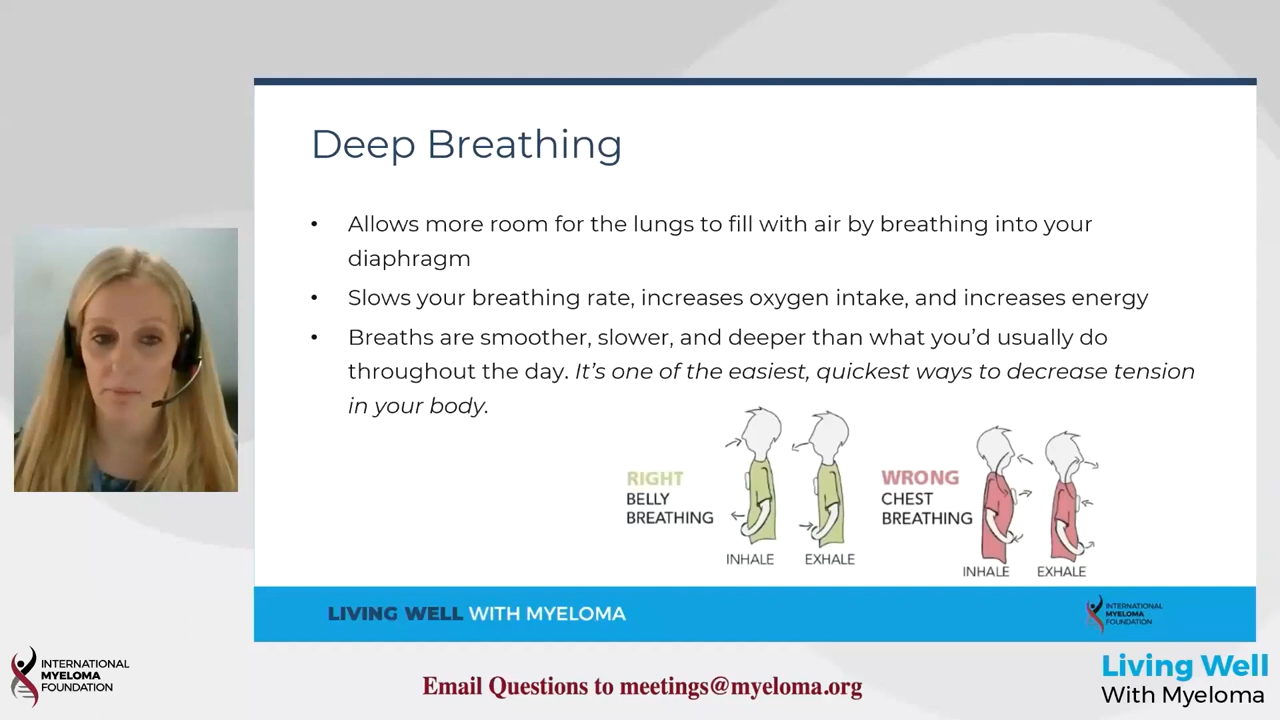 Deep Breathing
• Allows more room for the lungs to fill with air by breathing into your
diaphragm
• Slows your breathing rate, increases oxygen intake, and increases energy
• Breaths are smoother, slower, and deeper than what you’d usually do
throughout the day. It’s one of the easiest, quickest ways to decrease tension
in your body.
RIGHT
BELLY
BREATHING
INHALE
EXHALE
WRONG
CHEST
BREATHING
INHALE
EXHALE
LIVING WELL WITH MYELOMA
INTERNATIONAL
MYELOMA
FOUNDATION
INTERNATIONAL
MYELOMA
FOUNDATION
Email Questions to meetings@myeloma.org
Living Well
With Myeloma